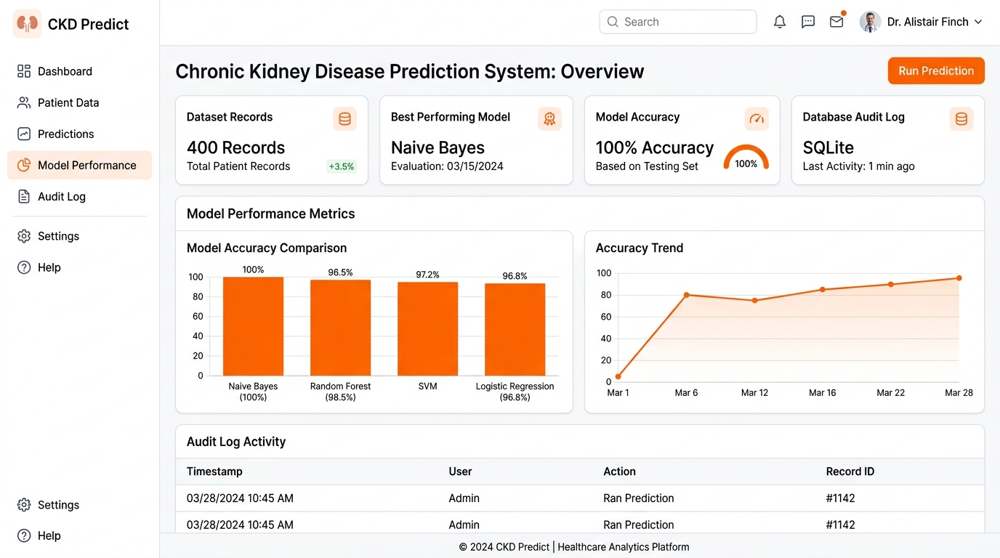 CKD Predict
Search
Dr. Alistair Finch
Dashboard
Patient Data
Predictions
Model Performance
Audit Log
Settings
Help
Settings
Help
Chronic Kidney Disease Prediction System: Overview
Run Prediction
Dataset Records
400 Records
Total Patient Records
+3.5%
Best Performing Model
Naive Bayes
Evaluation: 03/15/2024
Model Accuracy
100% Accuracy
Based on Testing Set
100%
Database Audit Log
SQLite
Last Activity: 1 min ago
Model Performance Metrics
Model Accuracy Comparison
100
80
60
40
20
0
100%
96.5%
97.2%
96.8%
Naive Bayes
(100%)
Random Forest
(98.5%)
SVM
Logistic Regression
(96.8%)
Accuracy Trend
100
80
60
40
20
0
Mar 1
Mar 6
Mar 12
Mar 16
Mar 22
Mar 28
Audit Log Activity
Timestamp User Action Record ID
03/28/2024 10:45 AM Admin Ran Prediction #1142
03/28/2024 10:45 AM Admin Ran Prediction #1142
© 2024 CKD Predict | Healthcare Analytics Platform